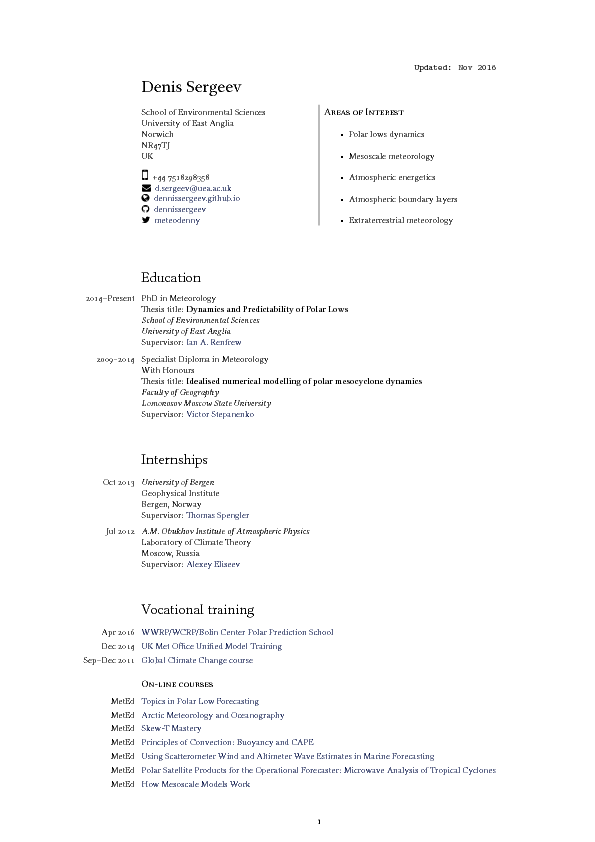 Updated: Nov 2016
Denis Sergeev
School of Environmental Sciences
University of East Anglia
Norwich
NR47TJ
UK
+44 7518298358
d.sergeev@uea.ac.uk
dennissergeev.github.io
dennissergeev
meteodenny
Areas of Interest
• Polar lows dynamics
• Mesoscale meteorology
• Atmospheric energetics
• Atmospheric boundary layers
• Extraterrestrial meteorology
Education
2014–Present PhD in Meteorology
Thesis title: Dynamics and Predictability of Polar Lows
School of Environmental Sciences
University of East Anglia
Supervisor: Ian A. Renfrew
2009–2014 Specialist Diploma in Meteorology
With Honours
Thesis title: Idealised numerical modelling of polar mesocyclone dynamics
Faculty of Geography
Lomonosov Moscow State University
Supervisor: Victor Stepanenko
Internships
Oct 2013 University of Bergen
Geophysical Institute
Bergen, Norway
Supervisor: Thomas Spengler
Jul 2012 A.M. Obukhov Institute of Atmospheric Physics
Laboratory of Climate Theory
Moscow, Russia
Supervisor: Alexey Eliseev
Vocational training
Apr 2016 WWRP/WCRP/Bolin Center Polar Prediction School
Dec 2014 UK Met Office Unified Model Training
Sep–Dec 2011 Global Climate Change course
On-line courses
MetEd Topics in Polar Low Forecasting
MetEd Arctic Meteorology and Oceanography
MetEd Skew-T Mastery
MetEd Principles of Convection: Buoyancy and CAPE
MetEd Using Scatterometer Wind and Altimeter Wave Estimates in Marine Forecasting
MetEd Polar Satellite Products for the Operational Forecaster: Microwave Analysis of Tropical Cyclones
MetEd How Mesoscale Models Work
1